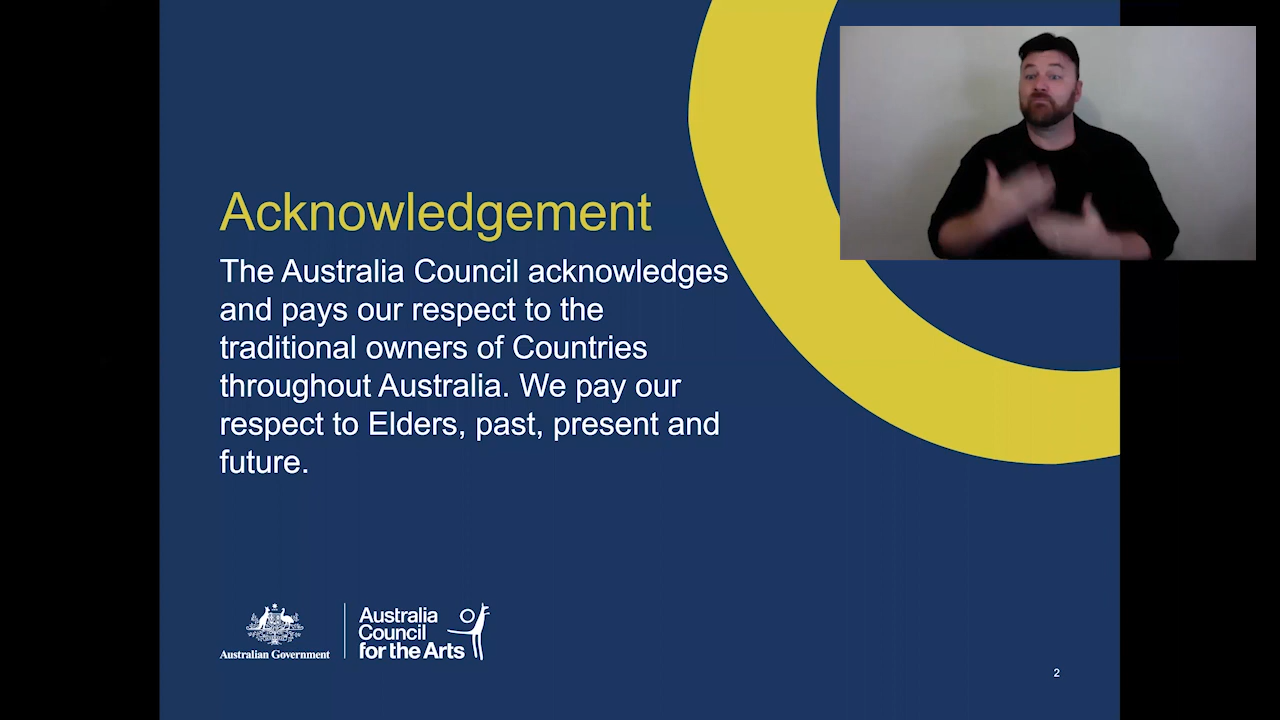 Acknowledgement
The Australia Council acknowledges
and pays our respect to the
traditional owners of Countries
throughout Australia. We pay our
respect to Elders, past, present and
future.
Australian Government
Australia
Council
for the Arts
2